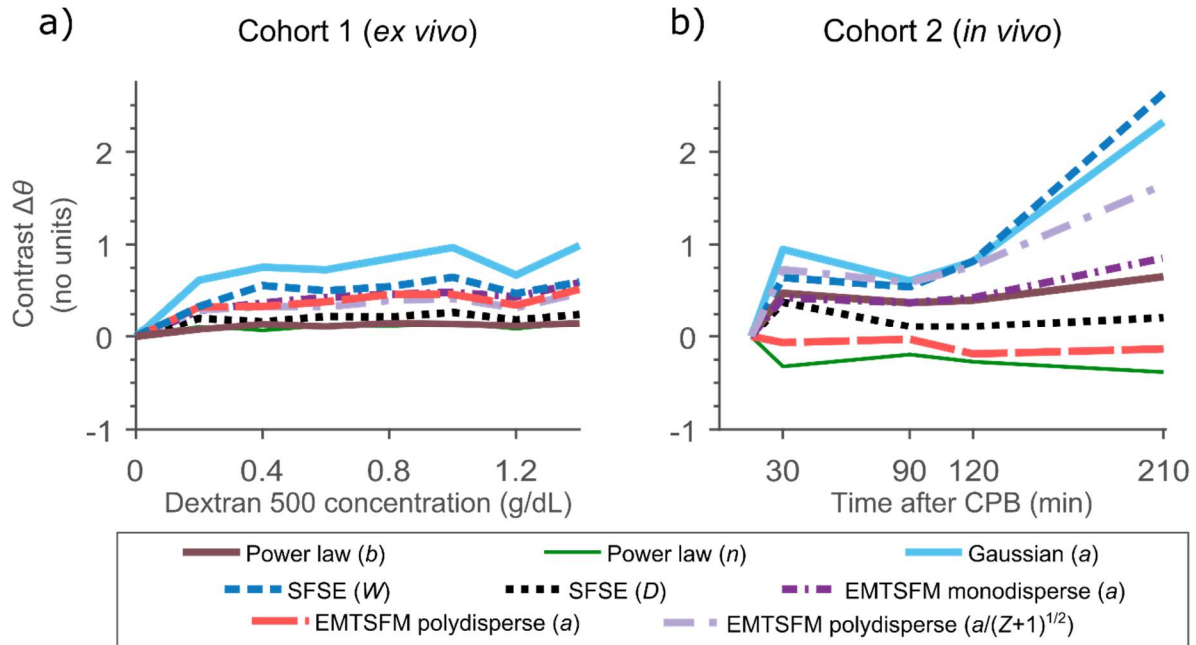 a)
Cohort 1 (ex vivo)
b)
Cohort 2 (in vivo)
Contrast Δθ
(no units)
2
1
0
-1
0
0.4
0.8
1.2
Dextran 500 concentration (g/dL)
2
1
0
-1
30
90
120
210
Time after CPB (min)
Power law (b)
Power law (n)
Gaussian (a)
SFSE (W)
SFSE (D)
EMTSFM monodisperse (a)
EMTSFM polydisperse (a)
EMTSFM polydisperse (a/(Z+1)^1/2)